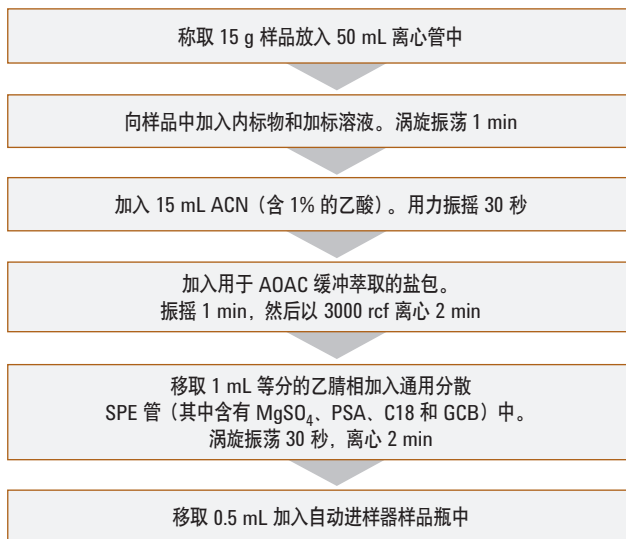 称取 15 g 样品放入 50 mL 离心管中
向样品中加入内标物和加标溶液。涡旋振荡 1 min
加入 15 mL ACN（含 1% 的乙酸）。用力振摇 30 秒
加入用于 AOAC 缓冲萃取的盐包。
振摇 1 min，然后以 3000 rcf 离心 2 min
移取 1 mL 等分的乙腈相加入通用分散
SPE 管（其中含有 MgSO₄、PSA、C18 和 GCB）中。
涡旋振荡 30 秒，离心 2 min
移取 0.5 mL 加入自动进样器样品瓶中